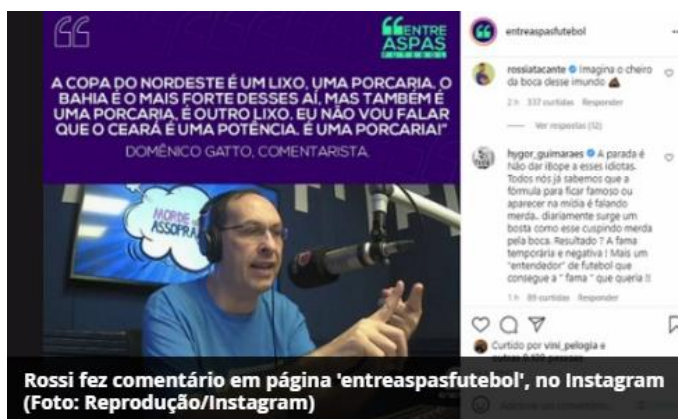 ENTRE
ASPAS
FUTEBOL
A COPA DO NORDESTE É UM LIXO, UMA PORCARIA. O
BAHIA É O MAIS FORTE DESSES AÍ, MAS TAMBÉM É
UMA PORCARIA, É OUTRO LIXO. EU NÃO VOU FALAR
QUE O CEARÁ É UMA POTÊNCIA. É UMA PORCARIA!"
DOMÊNICO GATTO, COMENTARISTA.
MORDE
ASSOPRA
entreaspasfutebol
rossiatacante Imagina o cheiro
da boca desse imundo 💩
2 h 337 curtidas Responder
Ver respostas (12)
hygor_guimaraes A parada é
Não dar iBope a esses idiotas.
Todos nós já sabemos que a
fórmula para ficar famoso ou
aparecer na mídia é falando
merda.. diariamente surge um
bosta como esse cuspindo merda
pela boca. Resultado ? A fama
temporária e negativa ! Mais um
"entendedor" de futebol que
consegue a " fama " que queria !!
1 h 89 curtidas Responder
Curtido por vini_pelogia e
Rossi fez comentário em página 'entreaspasfutebol', no Instagram
(Foto: Reprodução/Instagram)